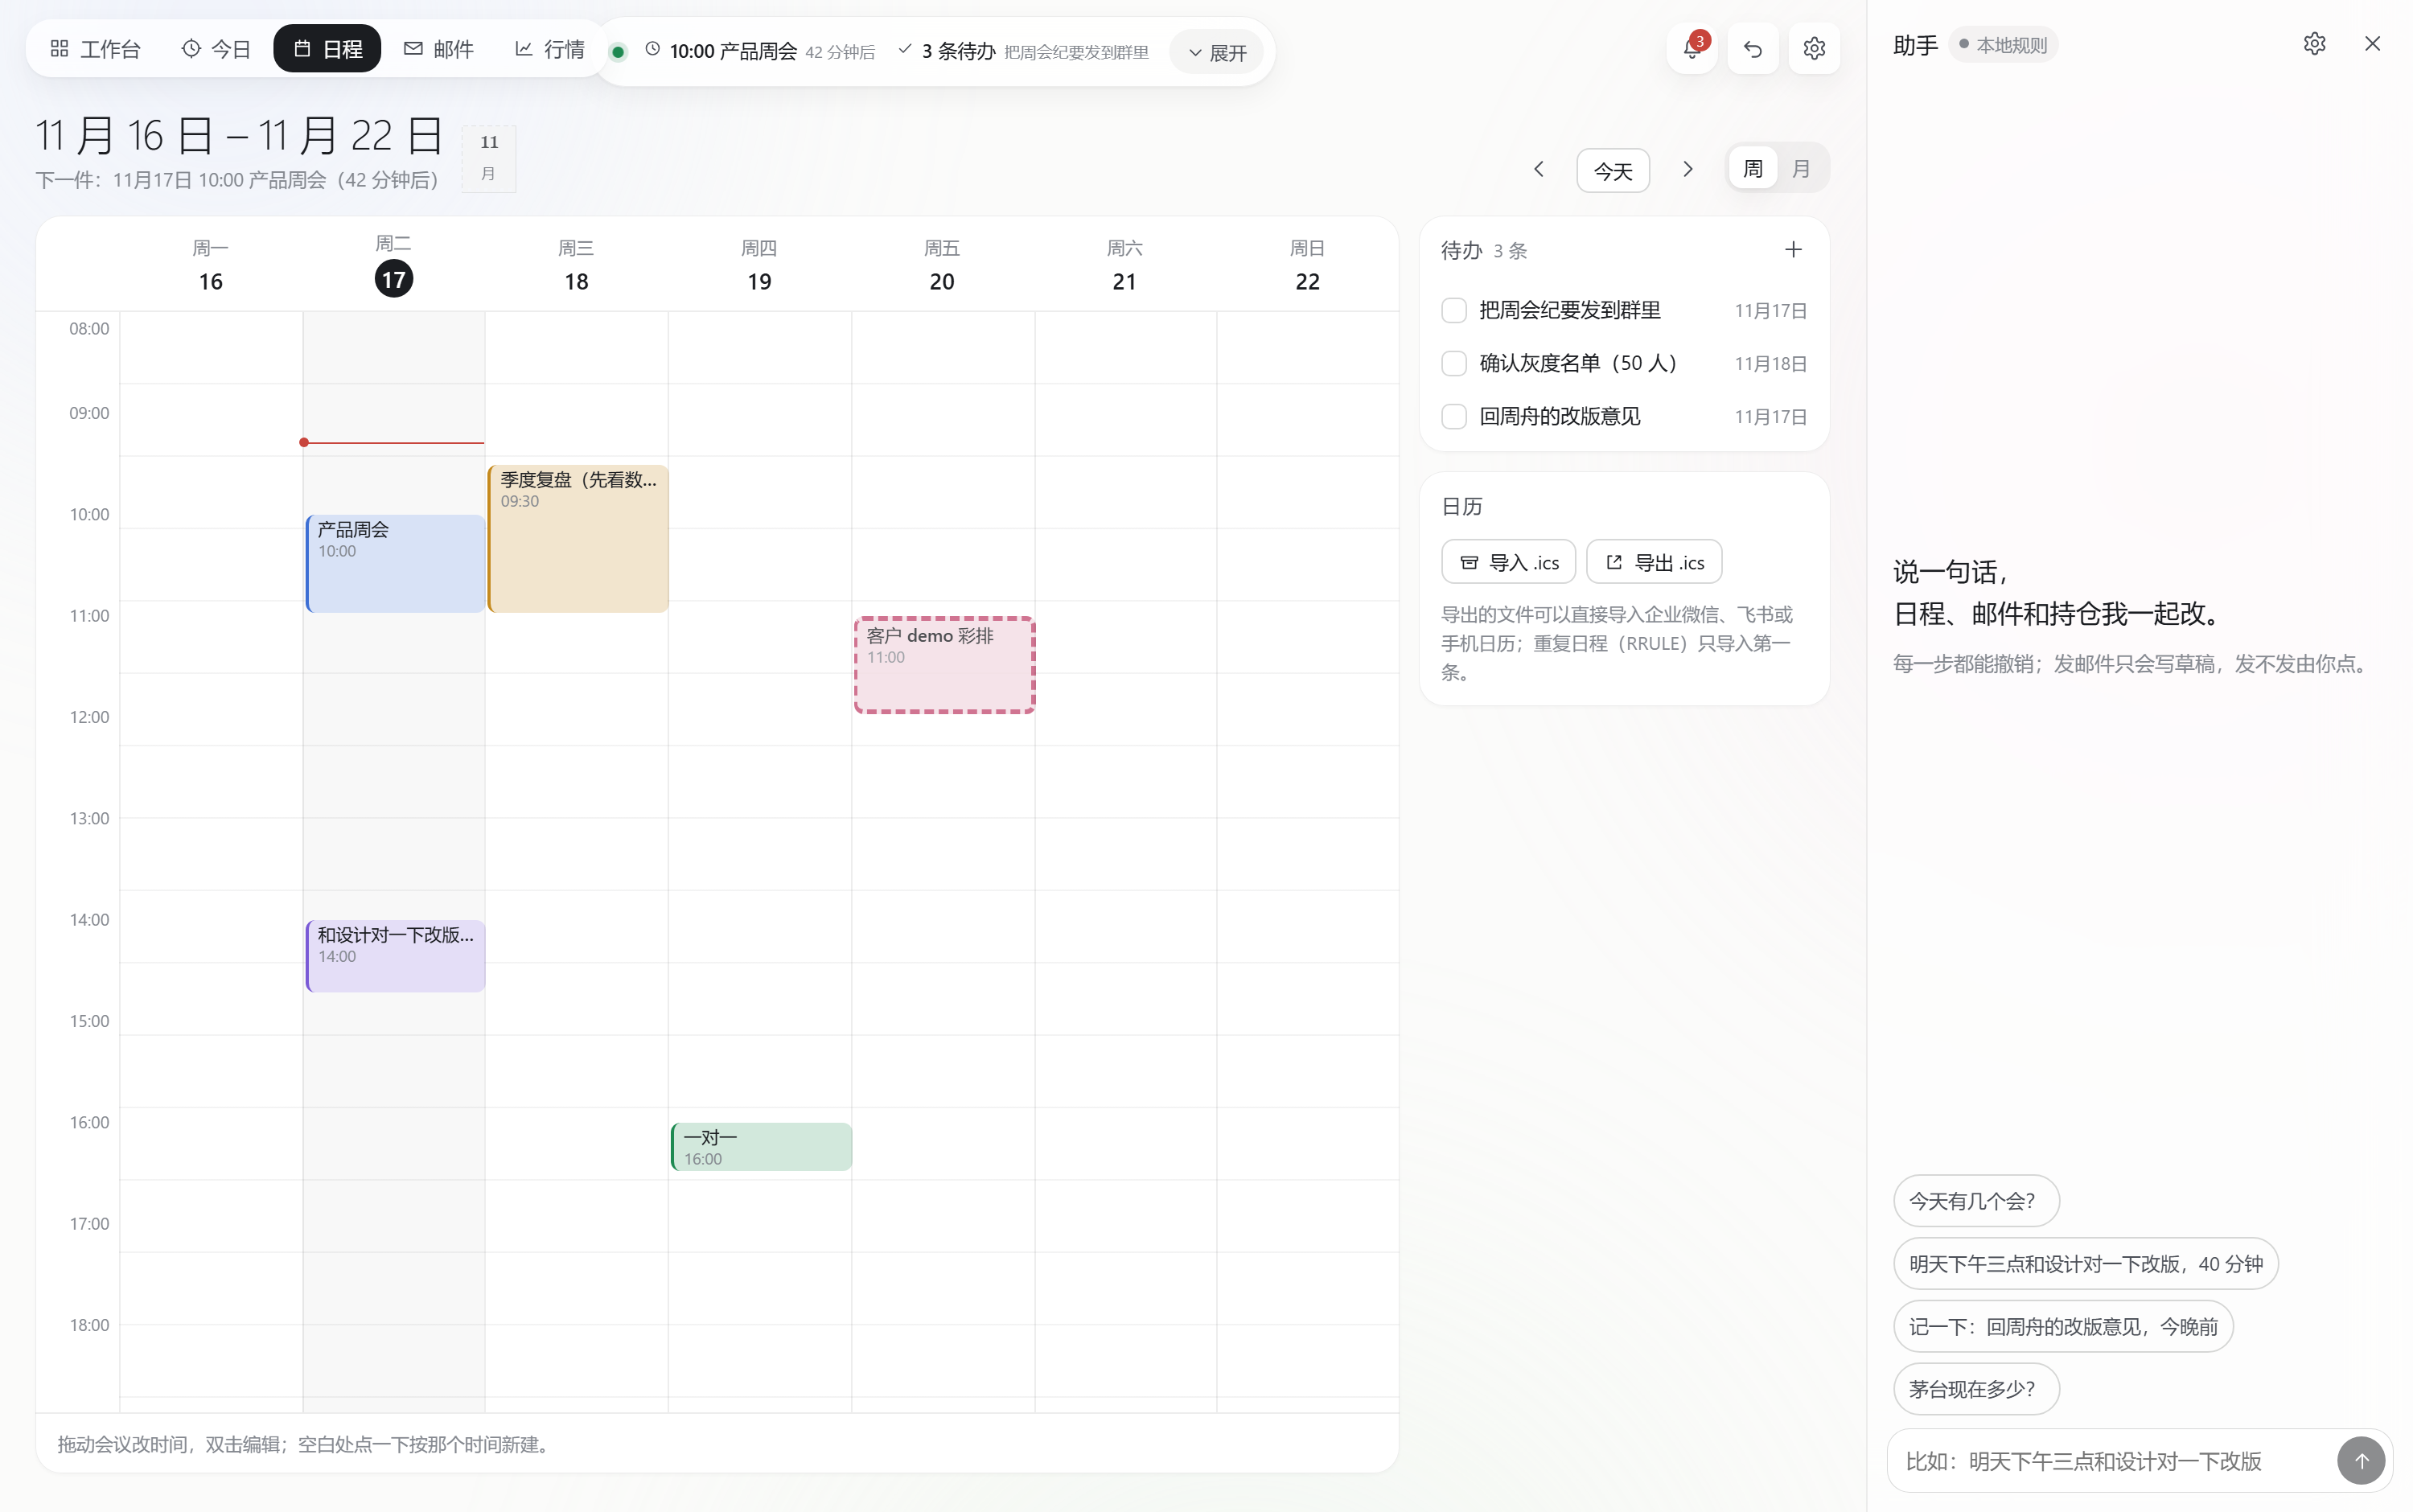 工作台 今日 日程 邮件 行情
10:00 产品周会 42 分钟后 3 条待办 把周会纪要发到群里 展开
3
助手 本地规则
11 月 16 日 – 11 月 22 日
11
月
下一件：11月17日 10:00 产品周会（42 分钟后）
今天
周 月
周一 周二 周三 周四 周五 周六 周日
16 17 18 19 20 21 22
08:00
09:00
10:00
11:00
12:00
13:00
14:00
15:00
16:00
17:00
18:00
季度复盘（先看数...
09:30
产品周会
10:00
客户 demo 彩排
11:00
和设计对一下改版...
14:00
一对一
16:00
拖动会议改时间，双击编辑；空白处点一下按那个时间新建。
待办 3 条
把周会纪要发到群里 11月17日
确认灰度名单（50 人） 11月18日
回周舟的改版意见 11月17日
日历
导入 .ics 导出 .ics
导出的文件可以直接导入企业微信、飞书或
手机日历；重复日程（RRULE）只导入第一
条。
说一句话，
日程、邮件和持仓我一起改。
每一步都能撤销；发邮件只会写草稿，发不发由你点。
今天有几个会？
明天下午三点和设计对一下改版，40 分钟
记一下：回周舟的改版意见，今晚前
茅台现在多少？
比如：明天下午三点和设计对一下改版